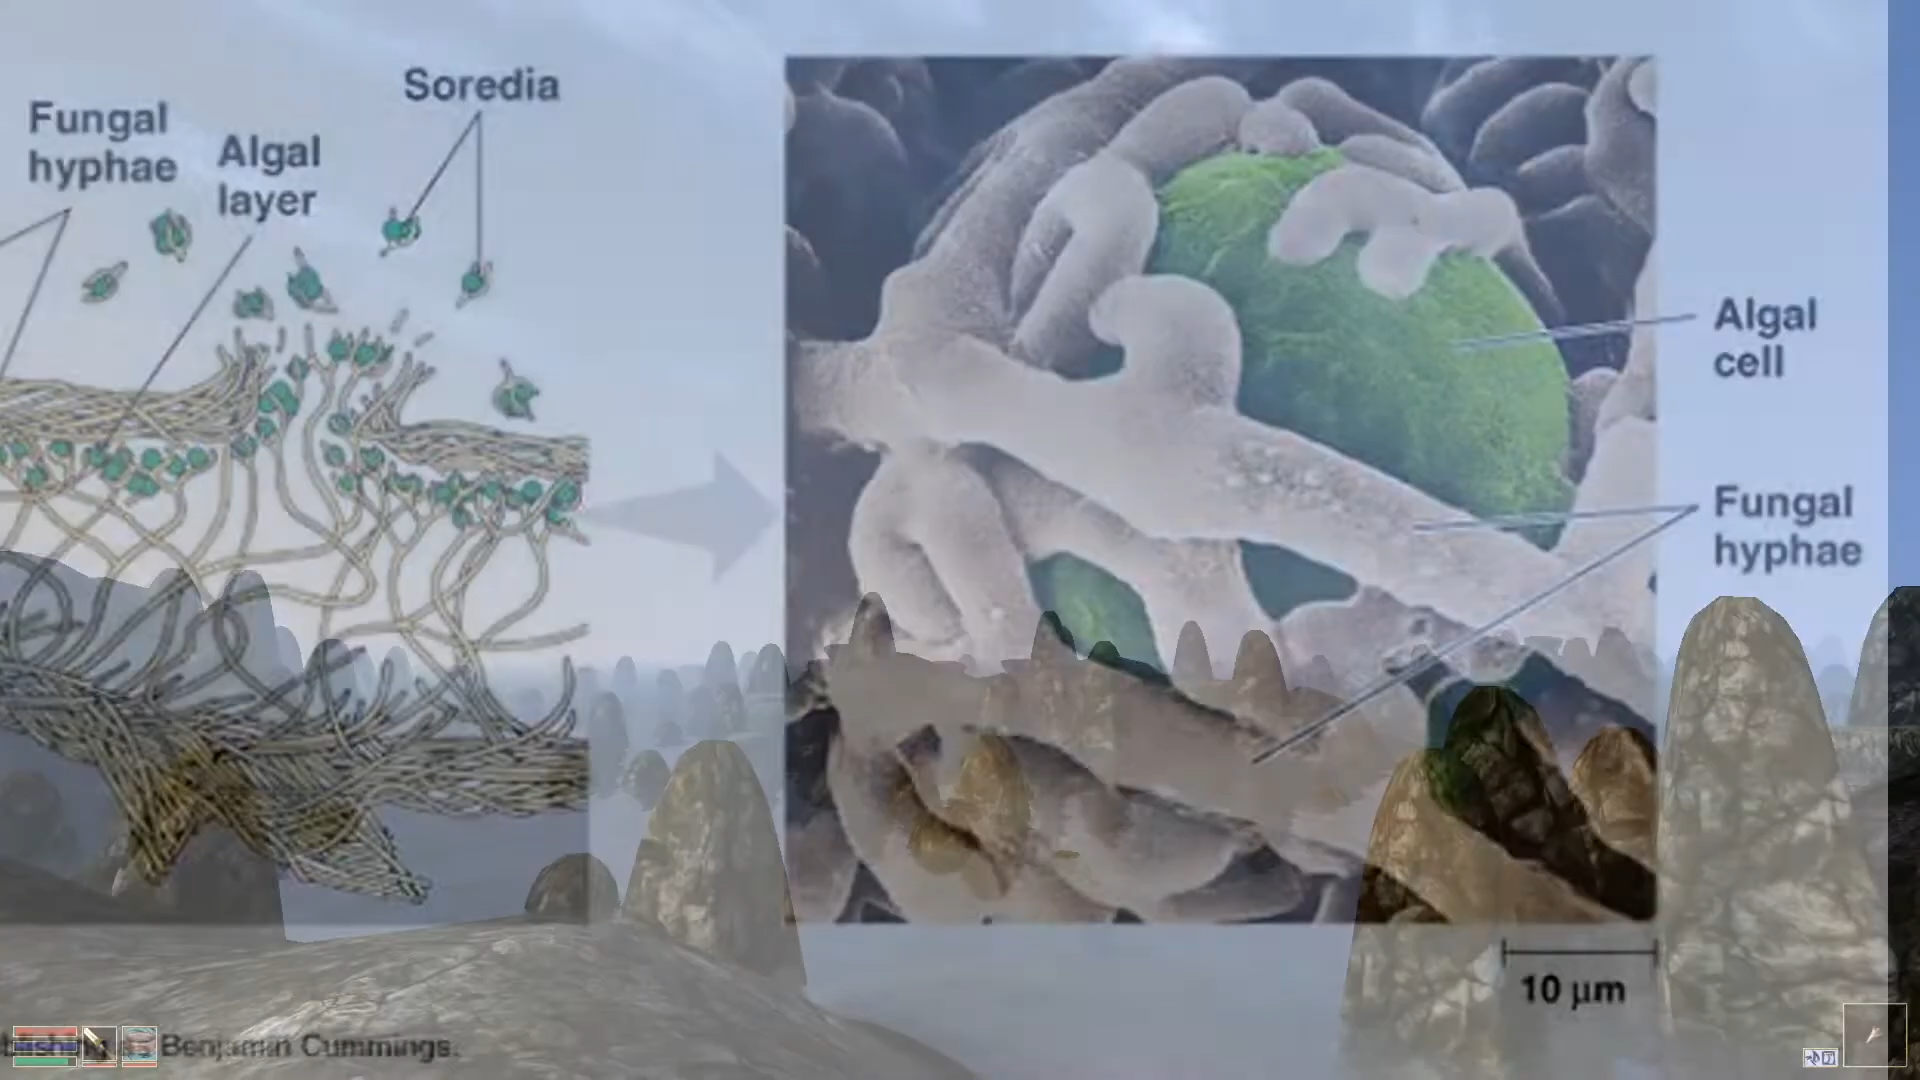 Soredia
Fungal
hyphae
Algal
layer
Algal
cell
Fungal
hyphae
10 µm
Benjamin Cummings.